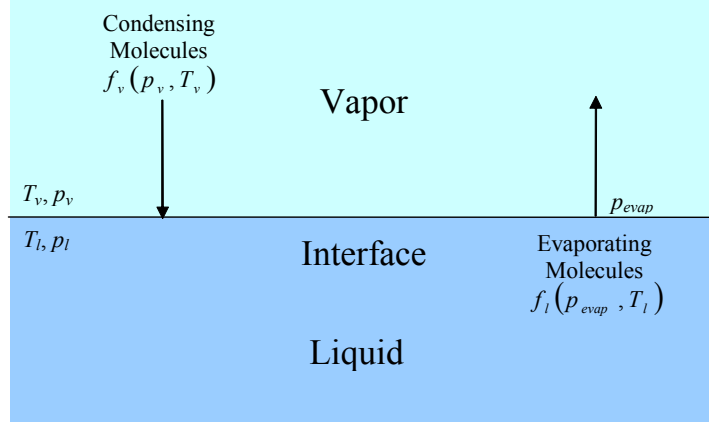 Condensing
Molecules
f_v(p_v, T_v)
Vapor
T_v, p_v
p_evap
T_l, p_l
Interface
Evaporating
Molecules
f_l(p_evap, T_l)
Liquid